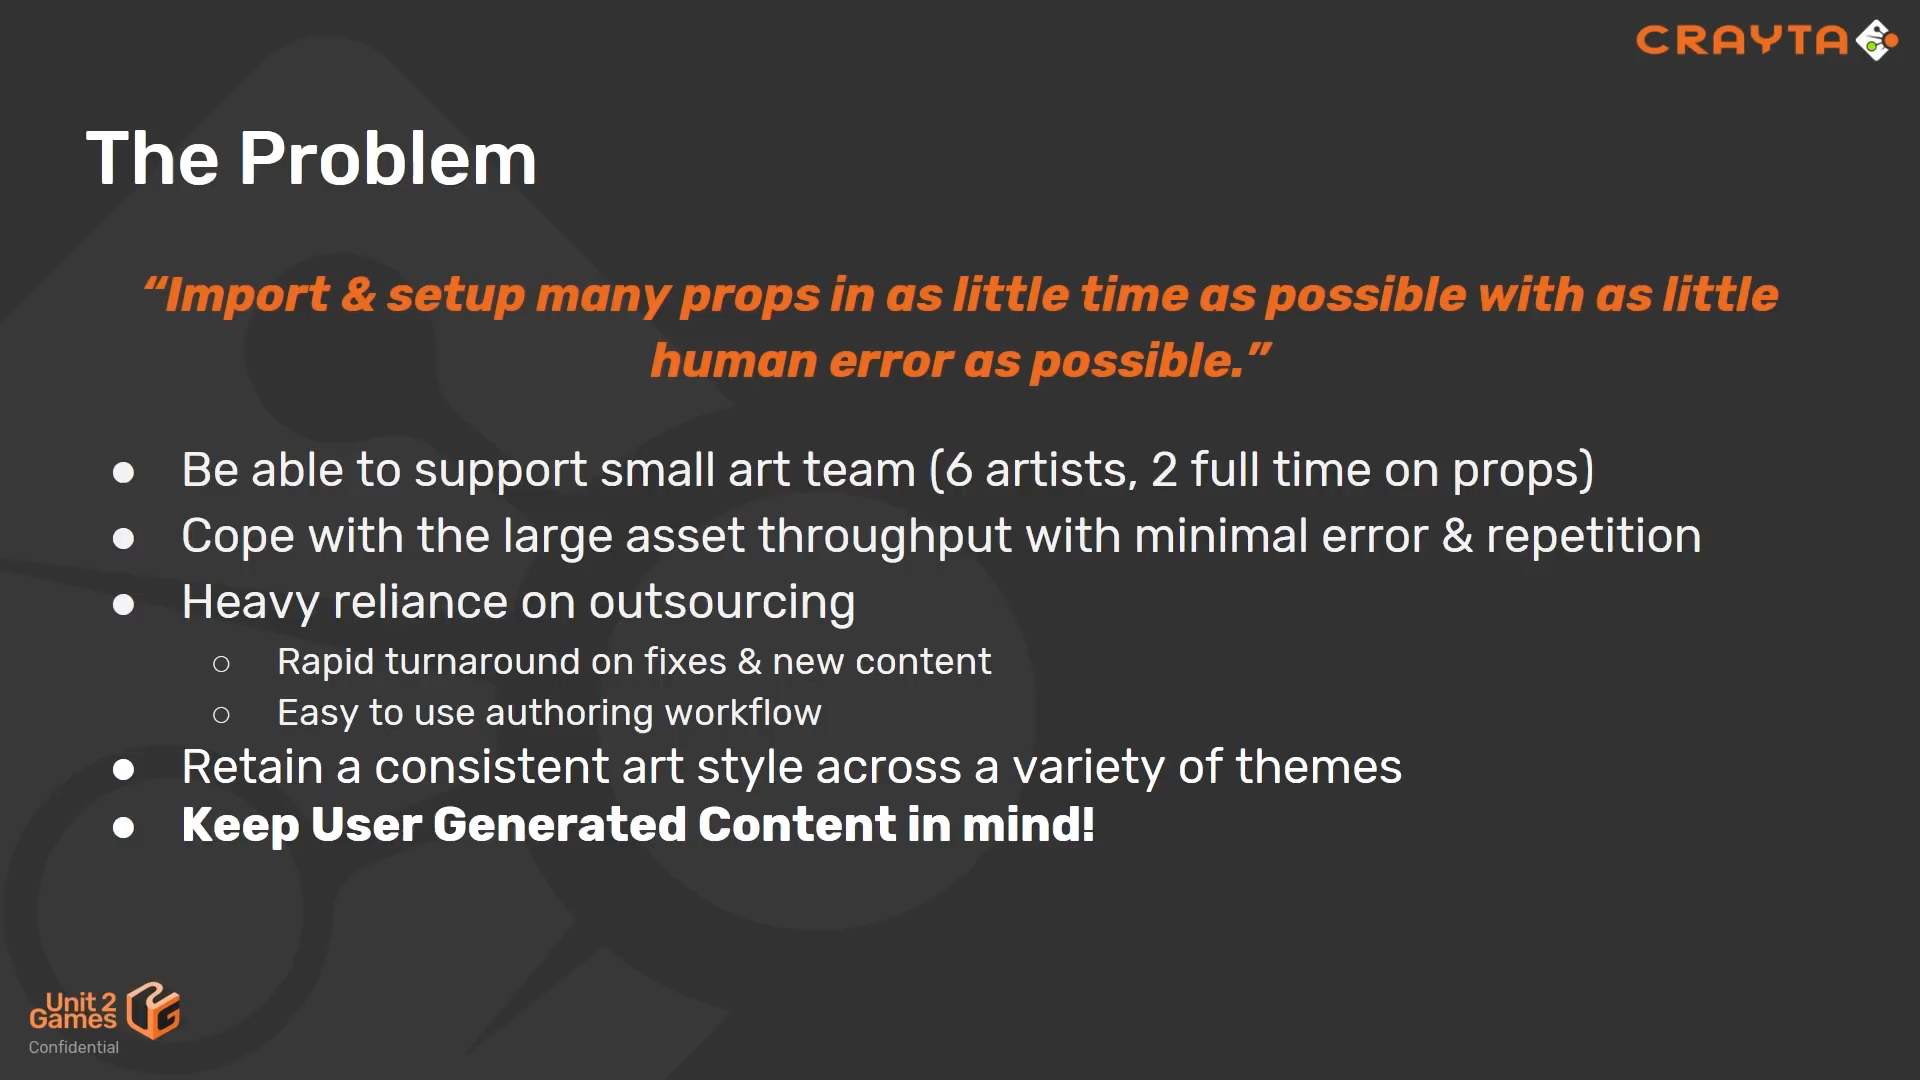 CRAYTA
The Problem
“Import & setup many props in as little time as possible with as little
human error as possible.”
● Be able to support small art team (6 artists, 2 full time on props)
● Cope with the large asset throughput with minimal error & repetition
● Heavy reliance on outsourcing
○ Rapid turnaround on fixes & new content
○ Easy to use authoring workflow
● Retain a consistent art style across a variety of themes
● Keep User Generated Content in mind!
Unit 2
Games
Confidential